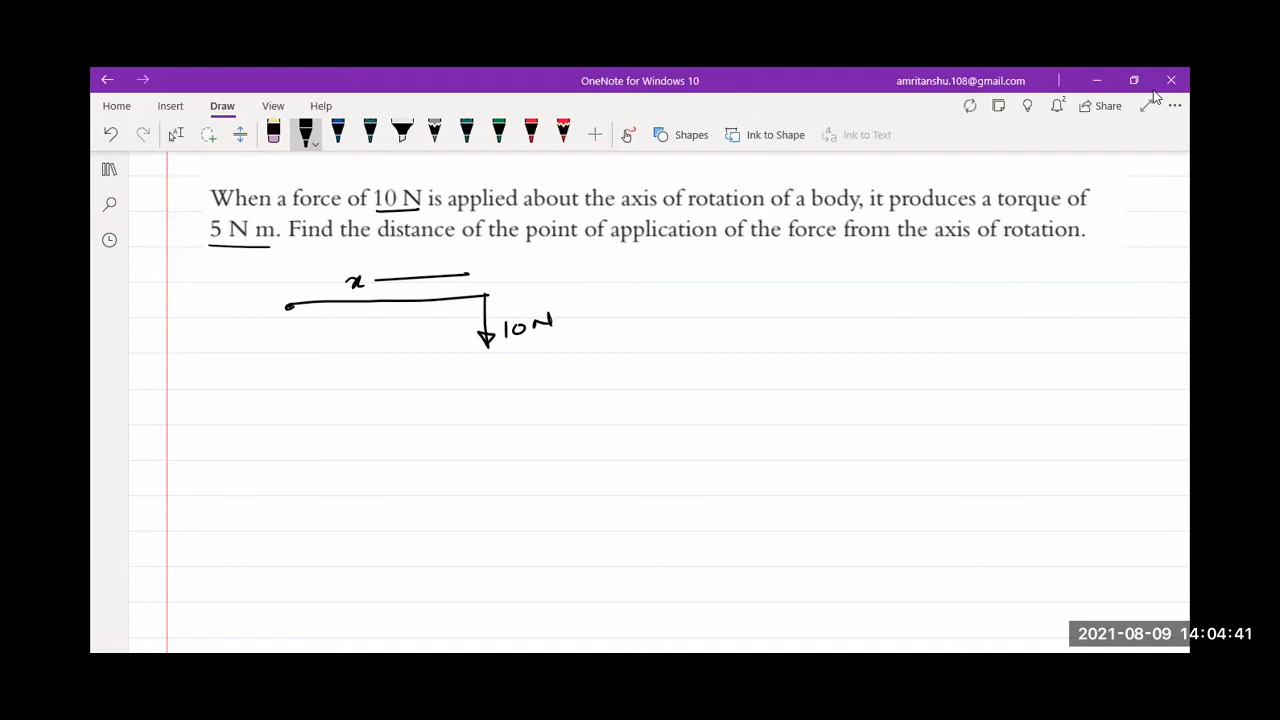 OneNote for Windows 10
amritanshu.108@gmail.com
Home Insert Draw View Help
2
Share
Shapes
Ink to Shape
Ink to Text
When a force of 10 N is applied about the axis of rotation of a body, it produces a torque of
5 N m. Find the distance of the point of application of the force from the axis of rotation.
x
10 N
2021-08-09 14:04:41